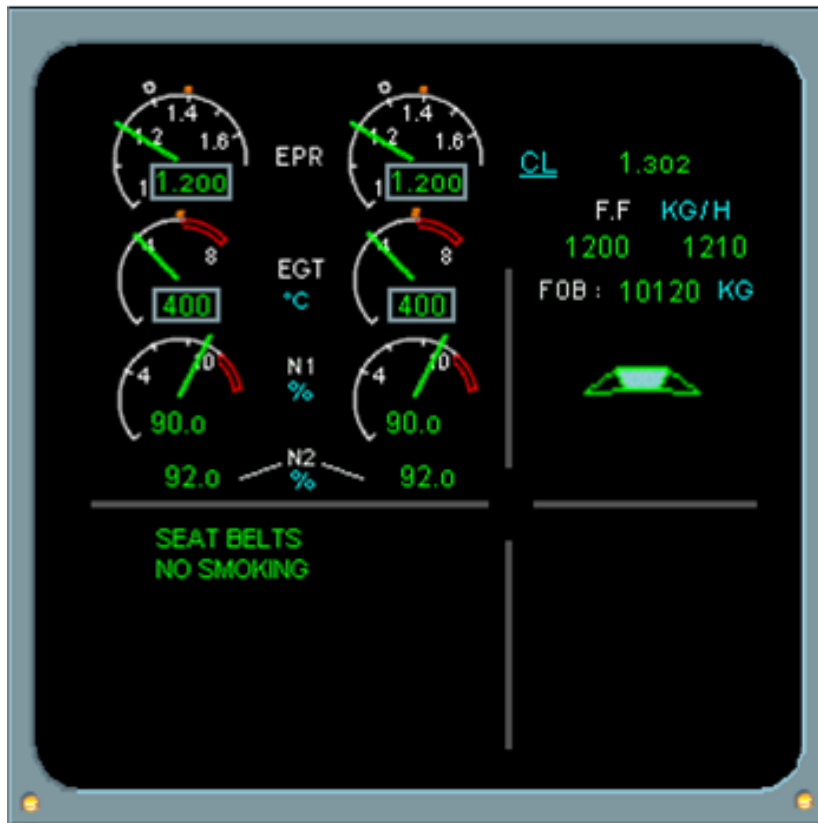 1.4 1.4
1.2 1.6 1.2 1.6
EPR
1 1
1.200 1.200
CL 1.302
F.F KG/H
1200 1210
FOB : 10120 KG
4 8 4 8
EGT
°C
400 400
4 10 4 10
N1
%
90.0 90.0
N2
%
92.0 92.0
SEAT BELTS
NO SMOKING